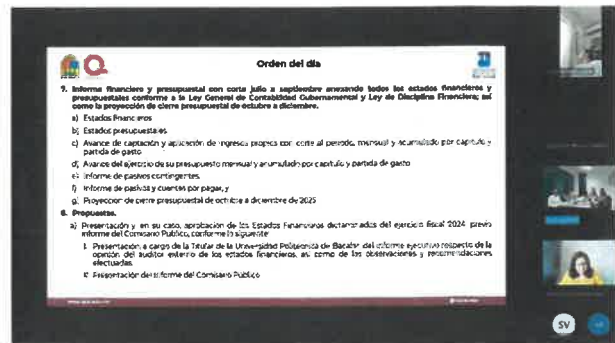 Orden del día
7. Informe financiero y presupuestal con corte julio a septiembre anexando todos los estados financieros y
presupuestales conforme a la Ley General de Contabilidad Gubernamental y Ley de Disciplina Financiera; así
como la proyección de cierre presupuestal de octubre a diciembre.
a) Estados Financieros
b) Estados presupuestales
c) Avance de captación y aplicación de ingresos propios con corte al periodo, mensual y acumulado por capítulo y
partida de gasto
d) Avance del ejercicio de su presupuesto mensual y acumulado por capítulo y partida de gasto
e) Informe de pasivos contingentes
f) Informe de pasivos y cuentas por pagar, y
g) Proyección de cierre presupuestal de octubre a diciembre de 2025
8. Propuestas.
a) Presentación y, en su caso, aprobación de los Estados Financieros dictaminados del ejercicio fiscal 2024, previo
informe del Comisario Público, conforme lo siguiente:
I. Presentación, a cargo de la Titular de la Universidad Politécnica de Bacalar del informe ejecutivo respecto de la
opinión del auditor externo de los estados financieros, así como de las observaciones y recomendaciones
efectuadas.
II. Presentación del Informe del Comisario Público
SV